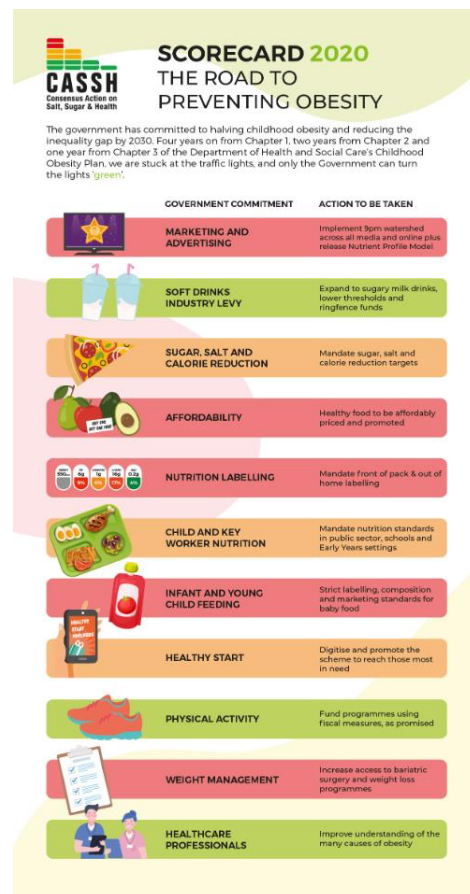 CASSH
Consensus Action on
Salt, Sugar & Health
SCORECARD 2020
THE ROAD TO
PREVENTING OBESITY
The government has committed to halving childhood obesity and reducing the
inequality gap by 2030. Four years on from Chapter 1, two years from Chapter 2 and
one year from Chapter 3 of the Department of Health and Social Care's Childhood
Obesity Plan, we are stuck at the traffic lights, and only the Government can turn
the lights 'green'.
GOVERNMENT COMMITMENT
ACTION TO BE TAKEN
MARKETING AND
ADVERTISING
Implement 9pm watershed
across all media and online plus
release Nutrient Profile Model
SOFT DRINKS
INDUSTRY LEVY
Expand to sugary milk drinks,
lower thresholds and
ringfence funds
SUGAR, SALT AND
CALORIE REDUCTION
Mandate sugar, salt and
calorie reduction targets
AFFORDABILITY
Healthy food to be affordably
priced and promoted
NUTRITION LABELLING
Mandate front of pack & out of
home labelling
CHILD AND KEY
WORKER NUTRITION
Mandate nutrition standards
in public sector, schools and
Early Years settings
INFANT AND YOUNG
CHILD FEEDING
Strict labelling, composition
and marketing standards for
baby food
HEALTHY
START
HEALTHY START
Digitise and promote the
scheme to reach those most
in need
PHYSICAL ACTIVITY
Fund programmes using
fiscal measures, as promised
WEIGHT MANAGEMENT
Increase access to bariatric
surgery and weight loss
programmes
HEALTHCARE
PROFESSIONALS
Improve understanding of the
many causes of obesity